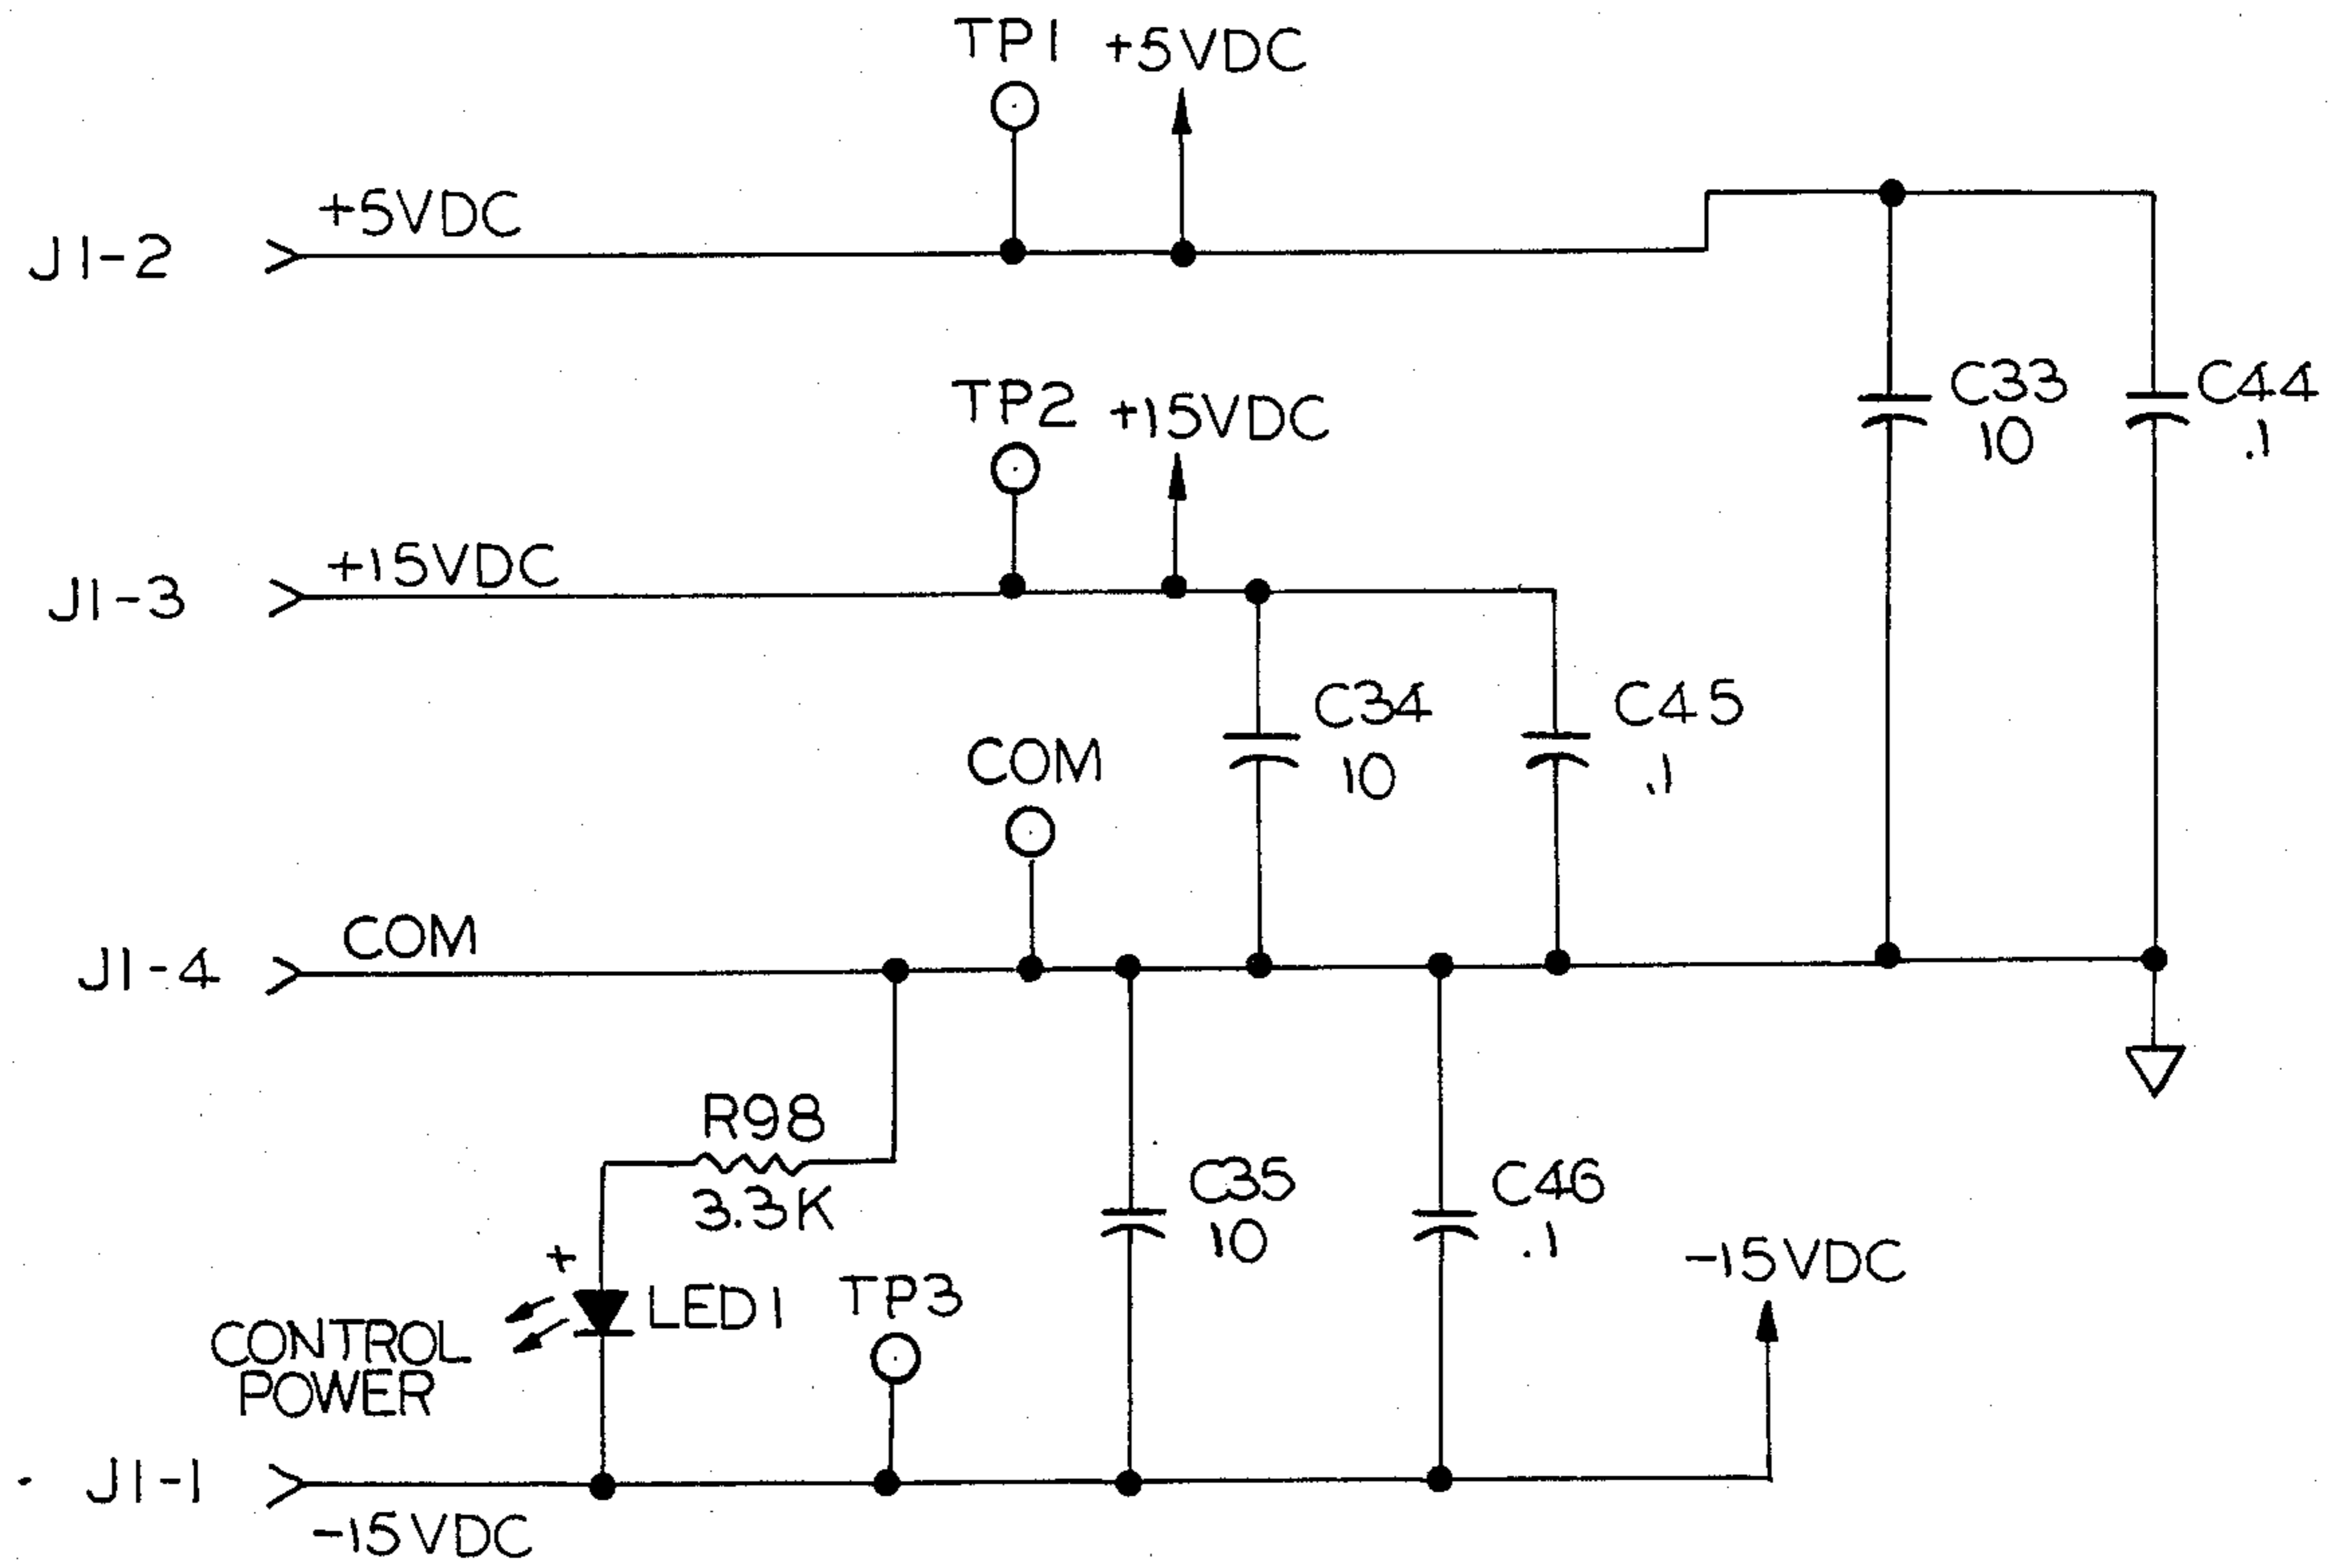 TP1
+5VDC
+5VDC
J1-2
C33
10
C44
.1
TP2
+15VDC
+15VDC
J1-3
C34
10
C45
.1
COM
COM
J1-4
R98
3.3K
C35
10
C46
.1
+
LED1
TP3
-15VDC
CONTROL
POWER
J1-1
-15VDC